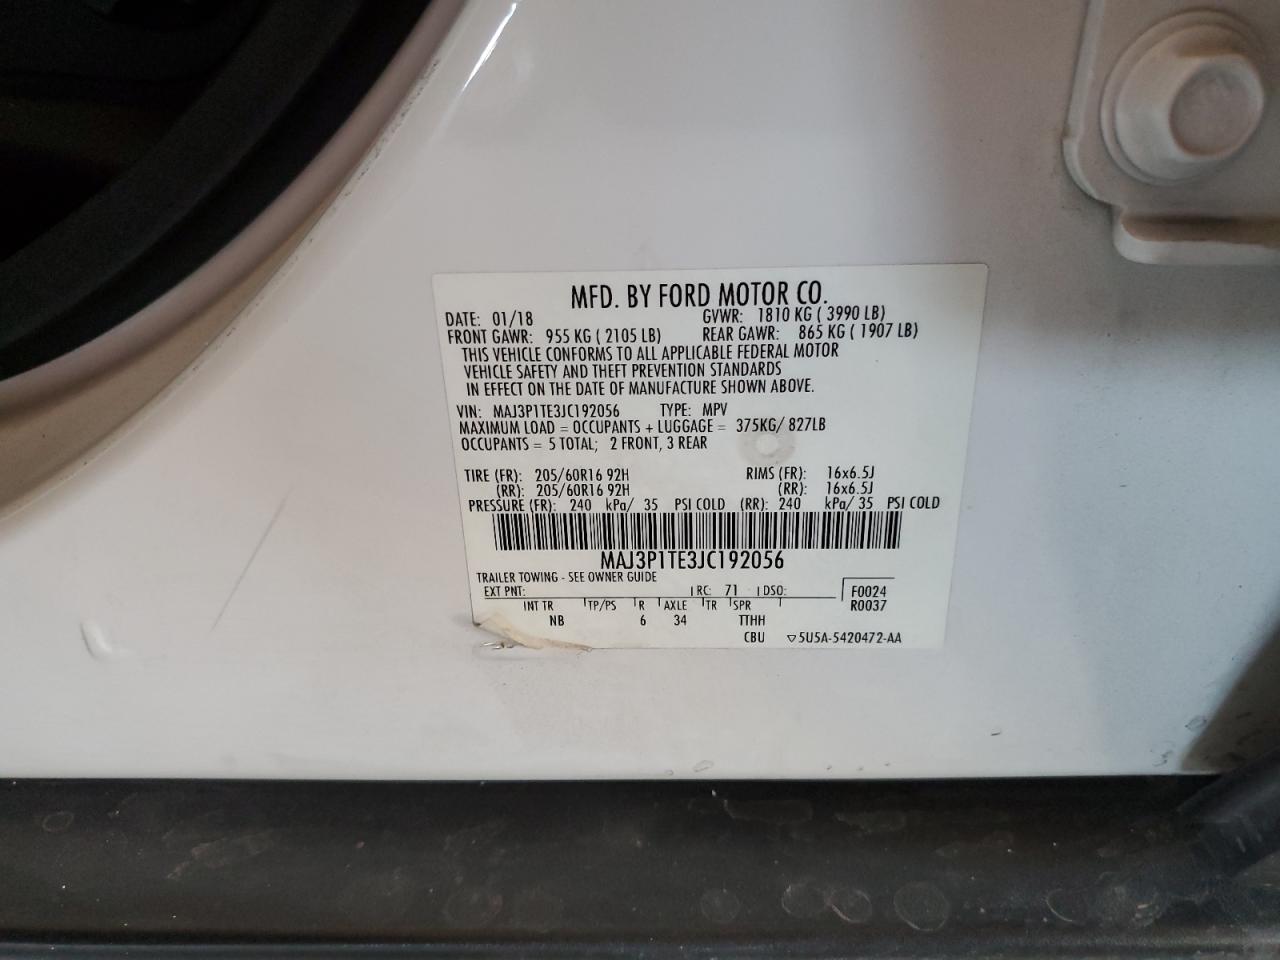 MFD. BY FORD MOTOR CO.
DATE: 01/18 GVWR: 1810 KG ( 3990 LB)
FRONT GAWR: 955 KG ( 2105 LB) REAR GAWR: 865 KG ( 1907 LB)
THIS VEHICLE CONFORMS TO ALL APPLICABLE FEDERAL MOTOR
VEHICLE SAFETY AND THEFT PREVENTION STANDARDS
IN EFFECT ON THE DATE OF MANUFACTURE SHOWN ABOVE.
VIN: MAJ3P1TE3JC192056 TYPE: MPV
MAXIMUM LOAD = OCCUPANTS + LUGGAGE = 375KG/ 827LB
OCCUPANTS = 5 TOTAL; 2 FRONT, 3 REAR
TIRE (FR): 205/60R16 92H RIMS (FR): 16x6.5J
(RR): 205/60R16 92H (RR): 16x6.5J
PRESSURE (FR): 240 kPa/ 35 PSI COLD (RR): 240 kPa/ 35 PSI COLD
MAJ3P1TE3JC192056
TRAILER TOWING - SEE OWNER GUIDE
EXT PNT: RC: 71 DSO: F0024
INT TR TP/PS R AXLE TR SPR R0037
NB 6 34 TTHH
CBU ▽5U5A-5420472-AA